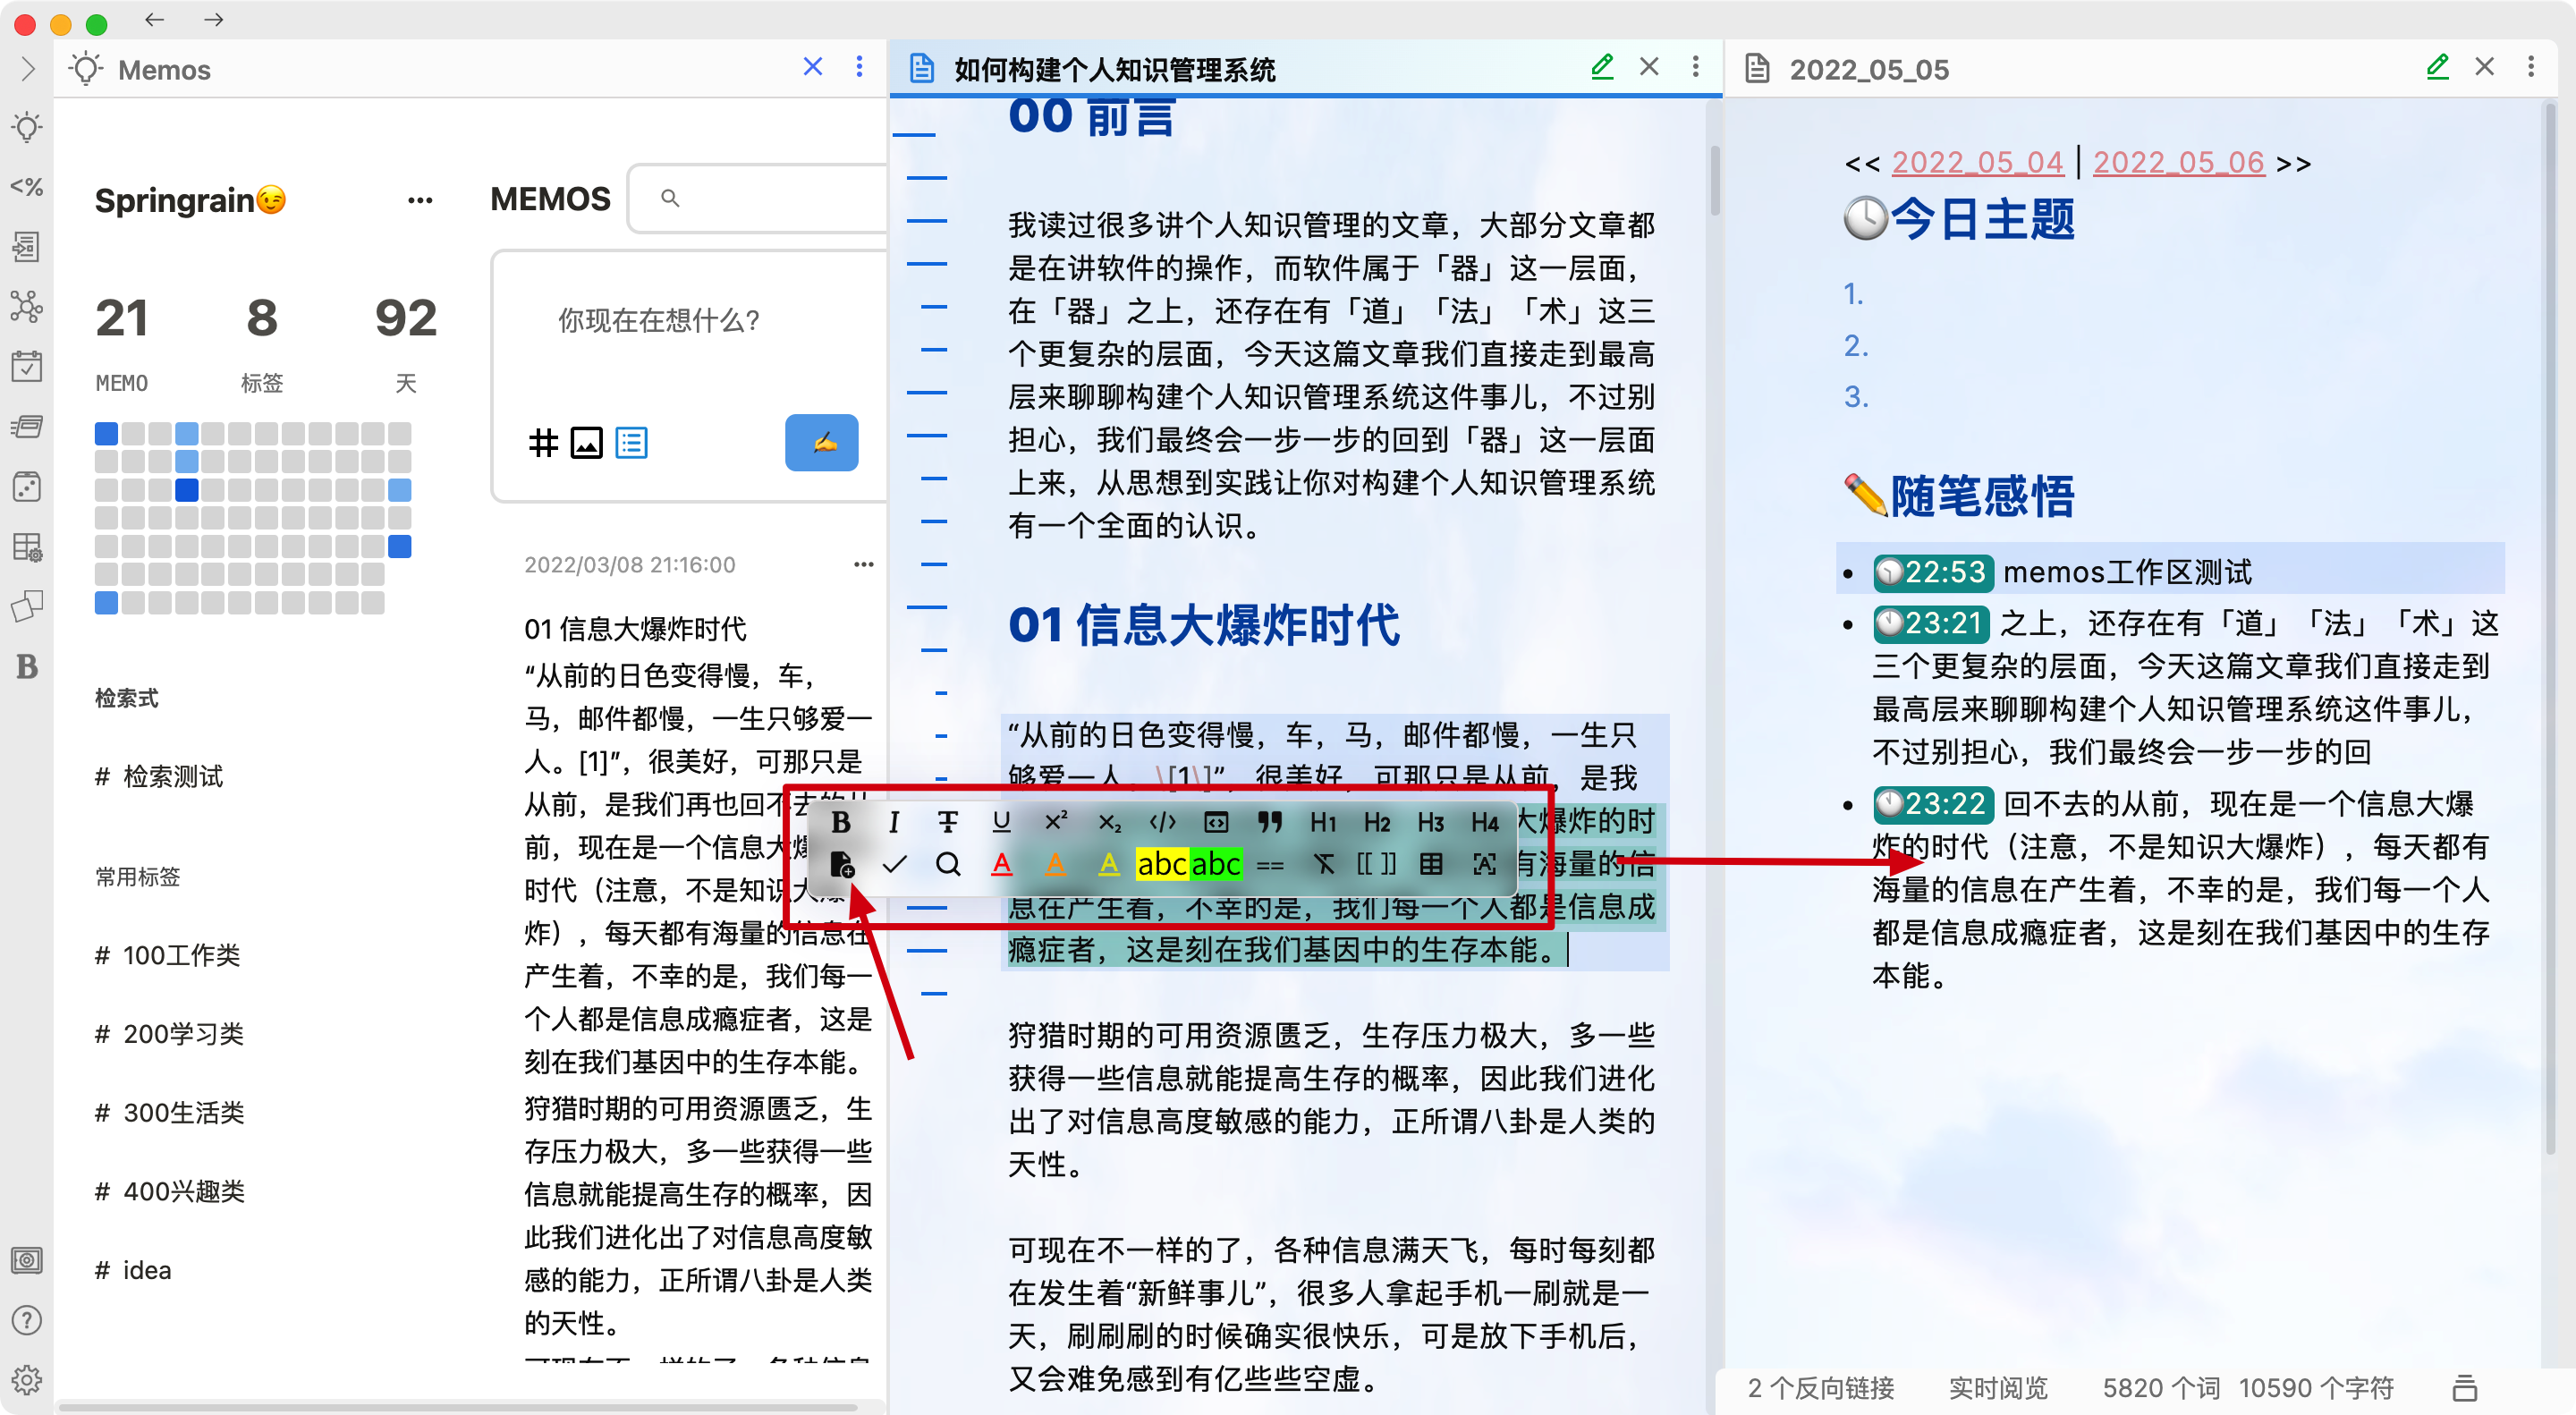 Memos
Springrain
21
8
92
MEMO
标签
天
检索式
# 检索测试
常用标签
# 100工作类
# 200学习类
# 300生活类
# 400兴趣类
# idea
MEMOS
你现在在想什么?
2022/03/08 21:16:00
01 信息大爆炸时代
“从前的日色变得慢，车，
马，邮件都慢，一生只够爱一
人。[1]”，很美好，可那只是
从前，是我们再也回不去的从
前，现在是一个信息大爆
时代（注意，不是知识大爆
炸），每天都有海量的信息在
产生着，不幸的是，我们每一
个人都是信息成瘾症者，这是
刻在我们基因中的生存本能。
狩猎时期的可用资源匮乏，生
存压力极大，多一些获得一些
信息就能提高生存的概率，因
此我们进化出了对信息高度敏
感的能力，正所谓八卦是人类
的天性。
如何构建个人知识管理系统
00 前言
我读过很多讲个人知识管理的文章，大部分文章都
是在讲软件的操作，而软件属于「器」这一层面，
在「器」之上，还存在有「道」「法」「术」这三
个更复杂的层面，今天这篇文章我们直接走到最高
层来聊聊构建个人知识管理系统这件事儿，不过别
担心，我们最终会一步一步的回到「器」这一层面
上来，从思想到实践让你对构建个人知识管理系统
有一个全面的认识。
01 信息大爆炸时代
“从前的日色变得慢，车，马，邮件都慢，一生只
够爱一人。\[1\]”，很美好，可那只是从前，是我
大爆炸的时
有海量的信
息在产生着，不幸的是，我们每一个人都是信息成
瘾症者，这是刻在我们基因中的生存本能。
B I T U x² x₂ </> <> ❞ H1 H2 H3 H4
A A A abc abc == [[ ]] A
狩猎时期的可用资源匮乏，生存压力极大，多一些
获得一些信息就能提高生存的概率，因此我们进化
出了对信息高度敏感的能力，正所谓八卦是人类的
天性。
可现在不一样的了，各种信息满天飞，每时每刻都
在发生着“新鲜事儿”，很多人拿起手机一刷就是一
天，刷刷刷的时候确实很快乐，可是放下手机后，
又会难免感到有亿些些空虚。
2022_05_05
<< 2022_05_04 | 2022_05_06 >>
今日主题
1.
2.
3.
随笔感悟
22:53 memos工作区测试
23:21 之上，还存在有「道」「法」「术」这
三个更复杂的层面，今天这篇文章我们直接走到
最高层来聊聊构建个人知识管理系统这件事儿，
不过别担心，我们最终会一步一步的回
23:22 回不去的从前，现在是一个信息大爆
炸的时代（注意，不是知识大爆炸），每天都有
海量的信息在产生着，不幸的是，我们每一个人
都是信息成瘾症者，这是刻在我们基因中的生存
本能。
2 个反向链接 实时阅览 5820 个词 10590 个字符
<%
B